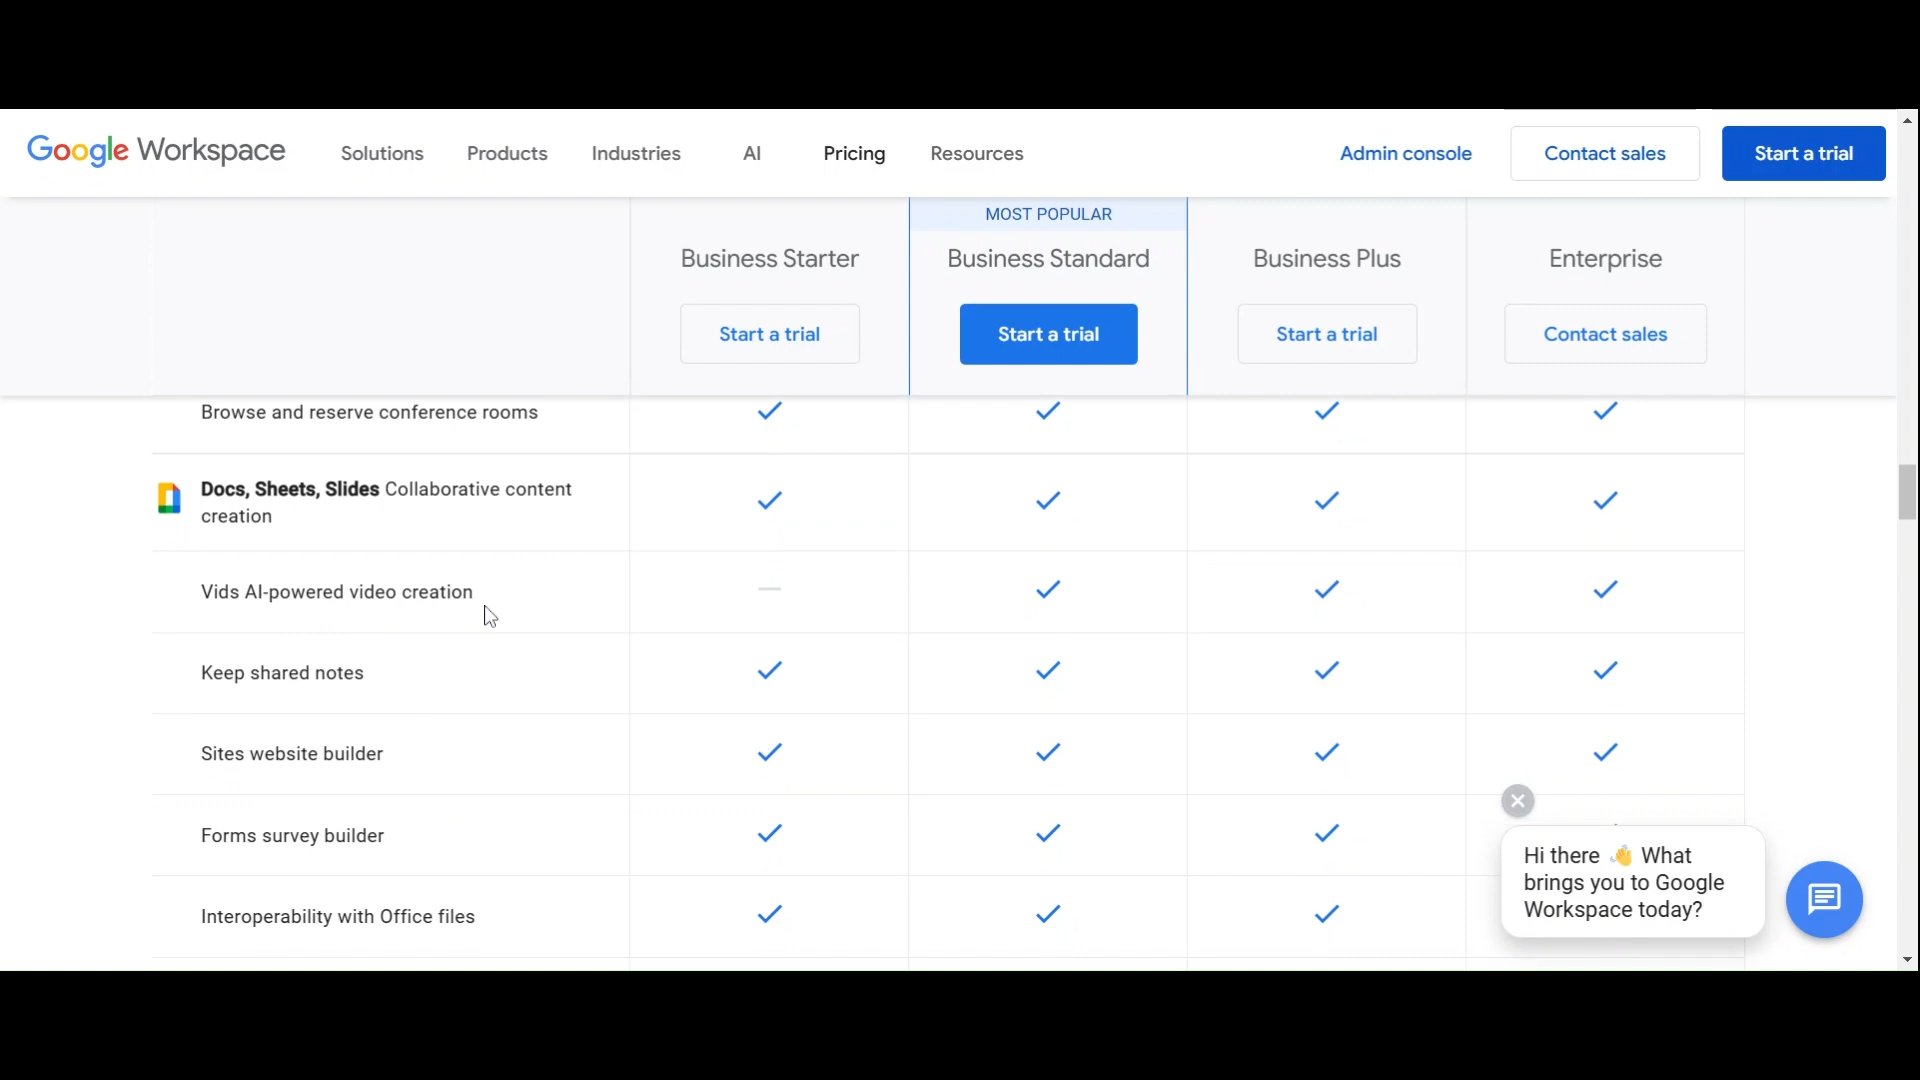 Google Workspace Solutions Products Industries AI Pricing Resources Admin console Contact sales Start a trial
MOST POPULAR
Business Starter Business Standard Business Plus Enterprise
Start a trial Start a trial Start a trial Contact sales
Browse and reserve conference rooms
Docs, Sheets, Slides Collaborative content
creation
Vids AI-powered video creation
Keep shared notes
Sites website builder
Forms survey builder
Interoperability with Office files
Hi there 👋 What
brings you to Google
Workspace today?